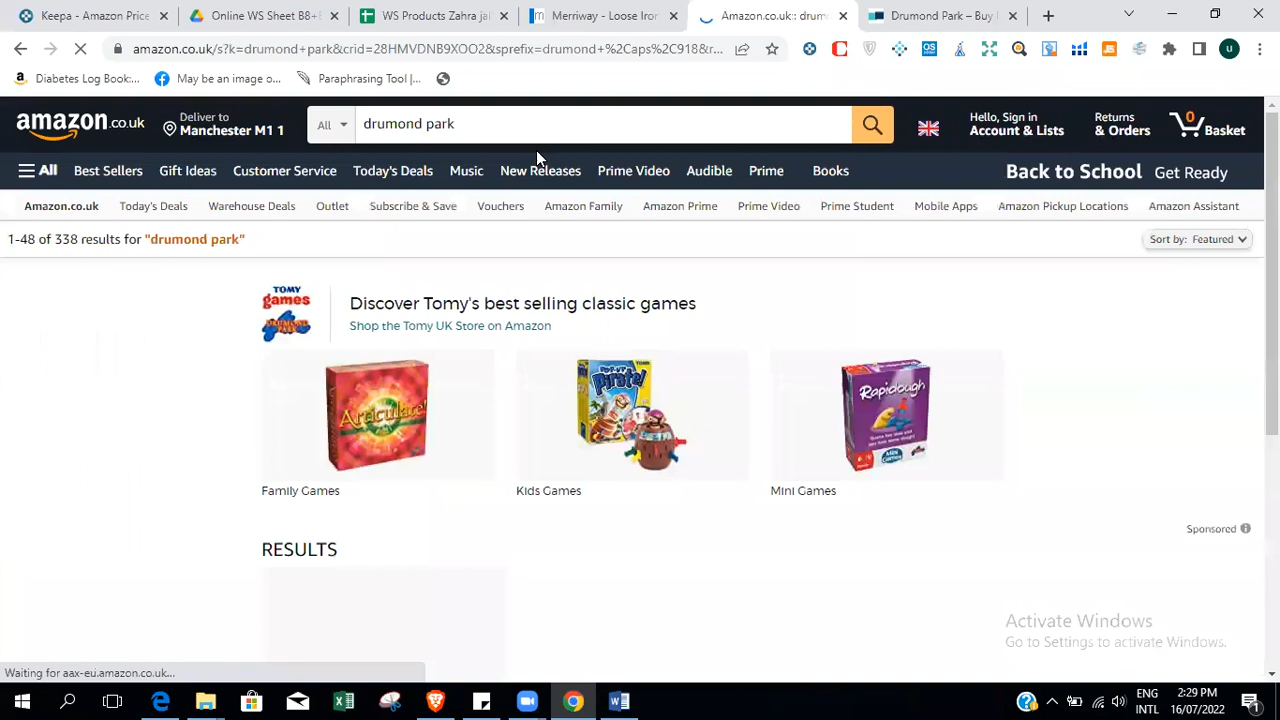 Keepa - Amazon Price
Online WS Sheet B8+
WS Products Zahra ja
Merriway - Loose Iron
Amazon.co.uk: drum
Drumond Park – Buy
amazon.co.uk/s?k=drumond+park&crid=28HMVDNB9XOO2&sprefix=drumond+%2Caps%2C918&r...
Diabetes Log Book:...
May be an image o...
Paraphrasing Tool |...
amazon.co.uk
Deliver to
Manchester M1 1
All
drumond park
Hello, Sign in
Account & Lists
Returns
& Orders
0
Basket
All
Best Sellers
Gift Ideas
Customer Service
Today's Deals
Music
New Releases
Prime Video
Audible
Prime
Books
Back to School Get Ready
Amazon.co.uk
Today's Deals
Warehouse Deals
Outlet
Subscribe & Save
Vouchers
Amazon Family
Amazon Prime
Prime Video
Prime Student
Mobile Apps
Amazon Pickup Locations
Amazon Assistant
1-48 of 338 results for "drumond park"
Sort by: Featured
TOMY
games
DRUMOND
PARK
Discover Tomy's best selling classic games
Shop the Tomy UK Store on Amazon
Articulate!
Pop-Up
Pirate!
TOMY
Rapidough
Family Games
Kids Games
Mini Games
Sponsored
RESULTS
Activate Windows
Go to Settings to activate Windows.
Waiting for aax-eu.amazon.co.uk...
ENG
INTL
2:29 PM
16/07/2022